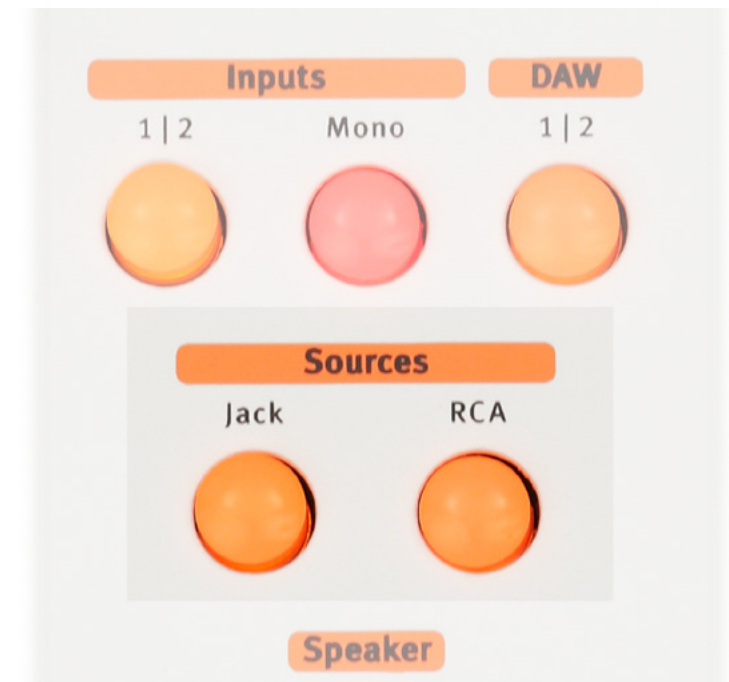 Inputs DAW
1|2 Mono 1|2
Sources
Jack RCA
Speaker